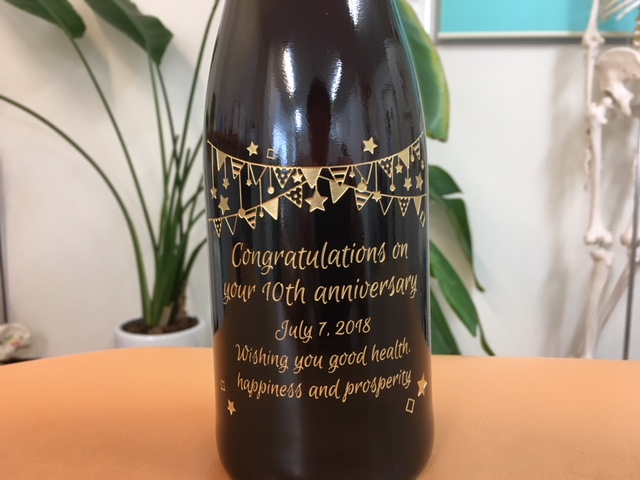 Congratulations on
your 10th anniversary
July 7, 2018
Wishing you good health,
happiness and prosperity